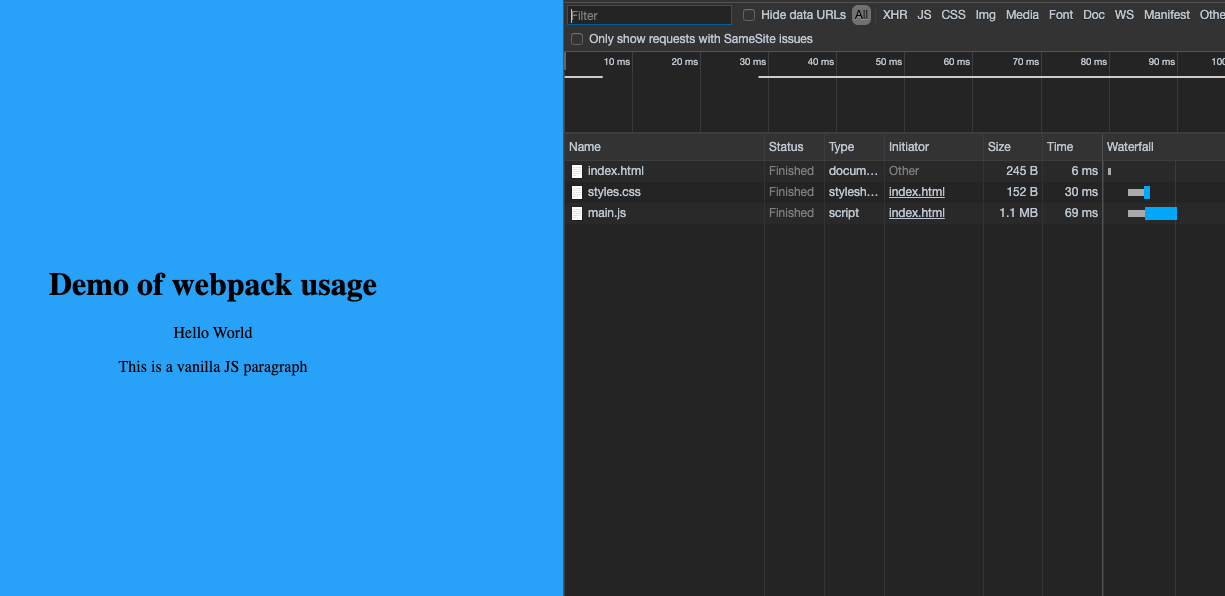 Demo of webpack usage
Hello World
This is a vanilla JS paragraph
Filter Hide data URLs All XHR JS CSS Img Media Font Doc WS Manifest Othe
Only show requests with SameSite issues
10 ms 20 ms 30 ms 40 ms 50 ms 60 ms 70 ms 80 ms 90 ms 100
Name Status Type Initiator Size Time Waterfall
index.html Finished docum... Other 245 B 6 ms
styles.css Finished stylesh... index.html 152 B 30 ms
main.js Finished script index.html 1.1 MB 69 ms